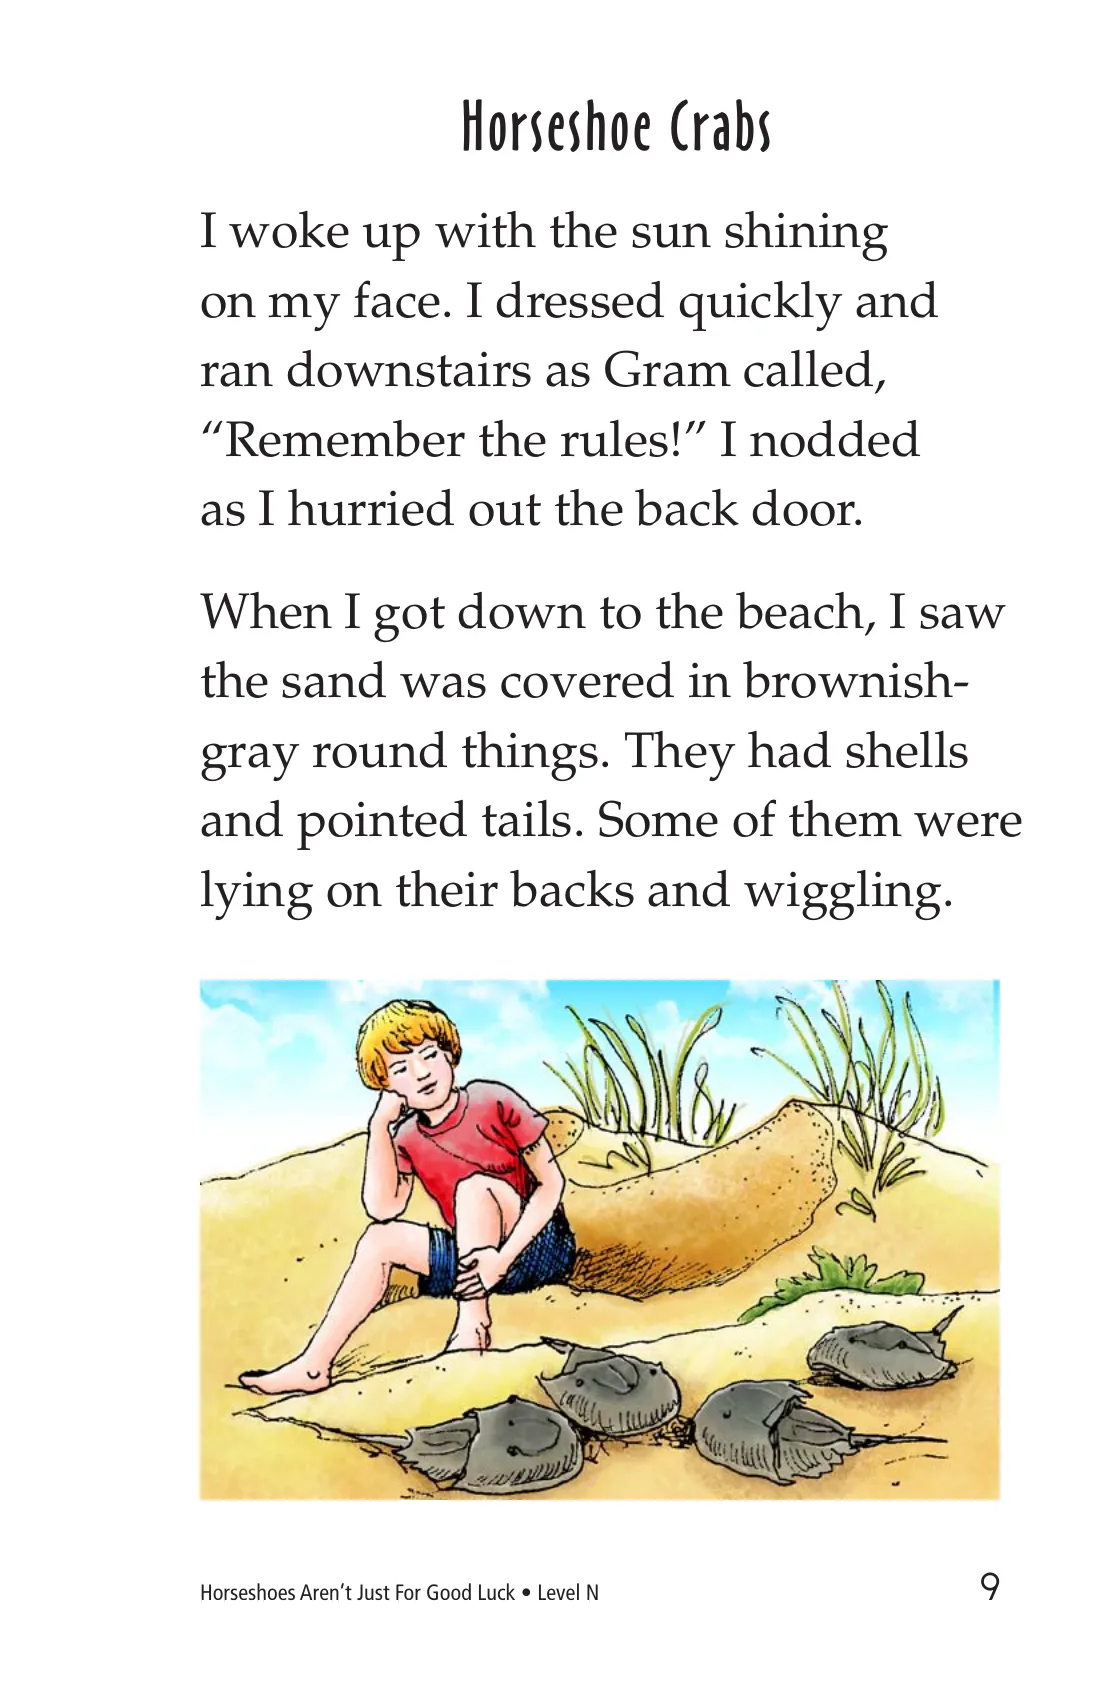 Horseshoe Crabs
I woke up with the sun shining
on my face. I dressed quickly and
ran downstairs as Gram called,
“Remember the rules!” I nodded
as I hurried out the back door.
When I got down to the beach, I saw
the sand was covered in brownish-
gray round things. They had shells
and pointed tails. Some of them were
lying on their backs and wiggling.
Horseshoes Aren’t Just For Good Luck • Level N
9